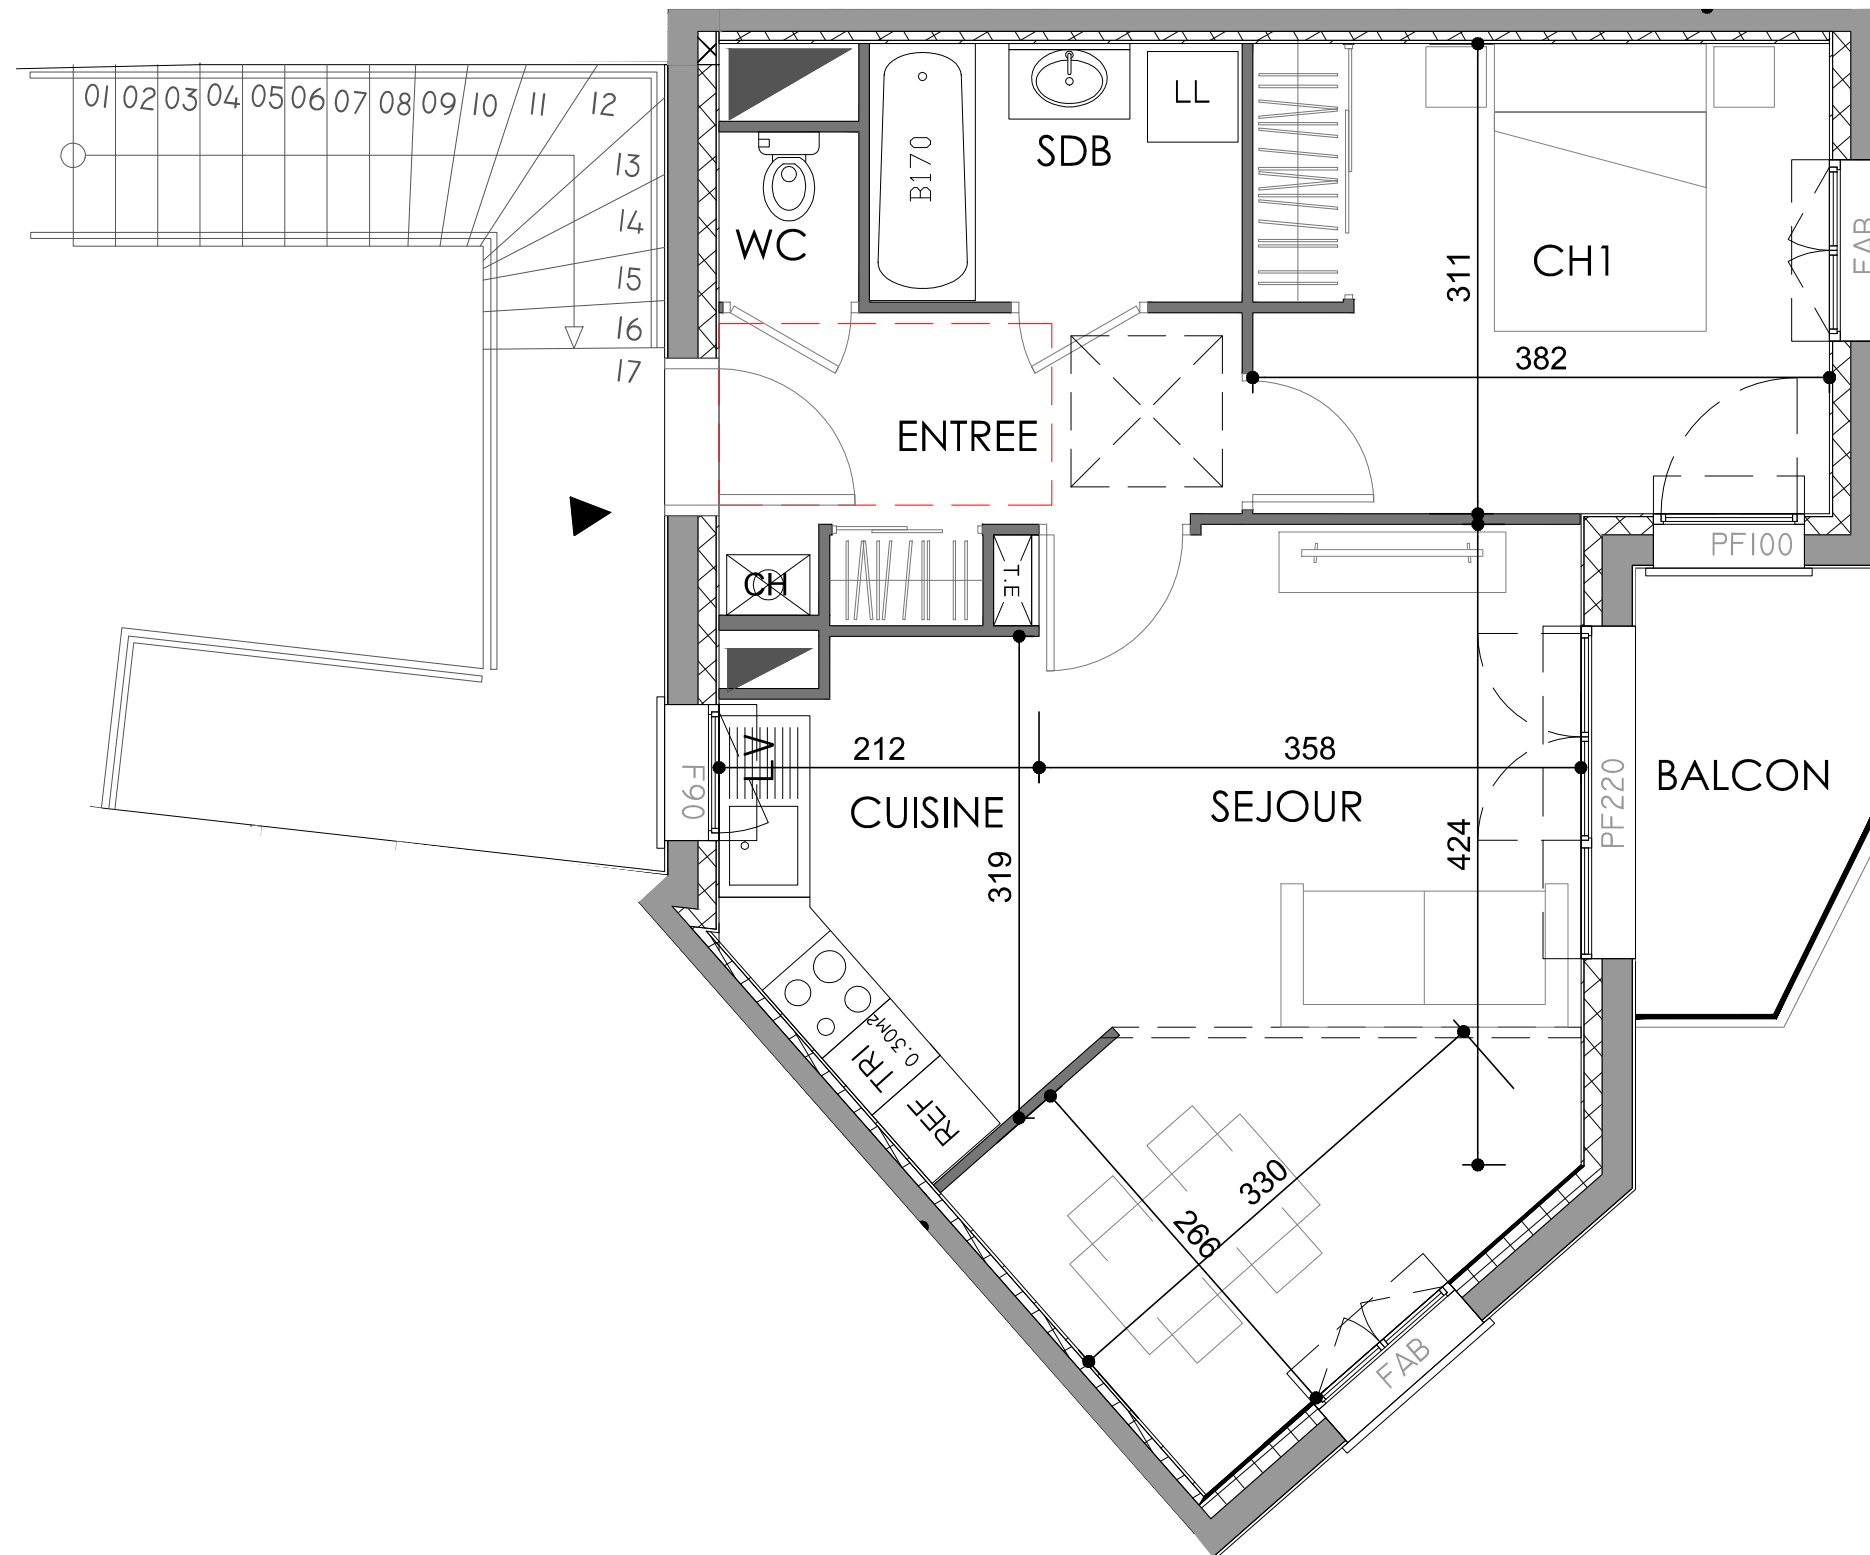 01 02 03 04 05 06 07 08 09 10 11 12
13
14
15
16
17
B170
SDB
LL
WC
CH1
FAB
311
382
ENTREE
PF100
CH
T.E
LV
212
358
F90
CUISINE
SEJOUR
BALCON
PF220
319
424
0.30M2
TRI
REF
330
266
FAB